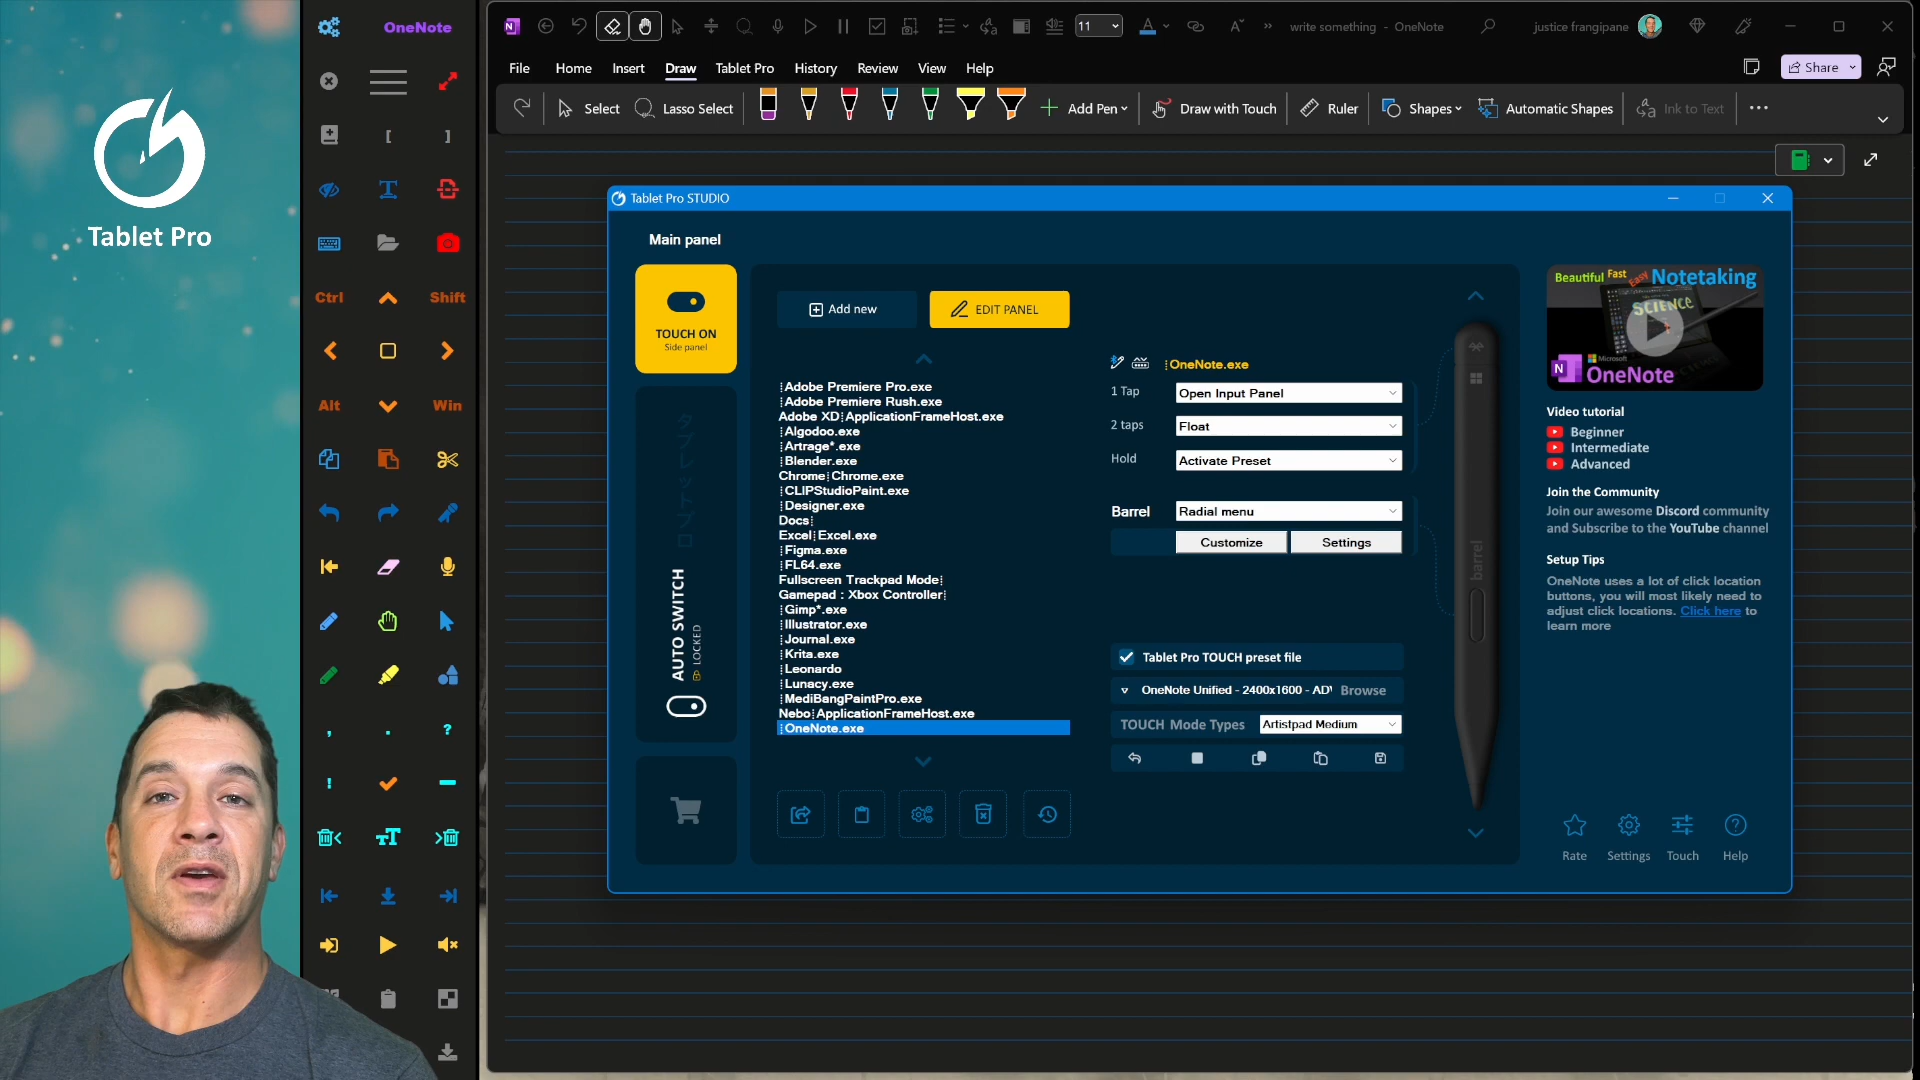 Tablet Pro
OneNote
[ ]
Ctrl Shift
Alt Win
, . ?
!
write something - OneNote
justice frangipane
11
File Home Insert Draw Tablet Pro History Review View Help
Share
Select Lasso Select Add Pen Draw with Touch Ruler Shapes Automatic Shapes Ink to Text
Tablet Pro STUDIO
Main panel
TOUCH ON
Side panel
タブレットプロ
AUTO SWITCH
LOCKED
Add new
EDIT PANEL
Adobe Premiere Pro.exe
Adobe Premiere Rush.exe
Adobe XD¦ApplicationFrameHost.exe
Algodoo.exe
Artrage*.exe
Blender.exe
Chrome¦Chrome.exe
CLIPStudioPaint.exe
Designer.exe
Docs¦
Excel¦Excel.exe
Figma.exe
FL64.exe
Fullscreen Trackpad Mode¦
Gamepad : Xbox Controller¦
Gimp*.exe
Illustrator.exe
Journal.exe
Krita.exe
Leonardo
Lunacy.exe
MediBangPaintPro.exe
Nebo¦ApplicationFrameHost.exe
OneNote.exe
¦OneNote.exe
1 Tap Open Input Panel
2 taps Float
Hold Activate Preset
Barrel Radial menu
Customize Settings
Tablet Pro TOUCH preset file
OneNote Unified - 2400x1600 - ADV Browse
TOUCH Mode Types Artistpad Medium
barrel
Beautiful Fast Easy Notetaking
SCIENCE
Microsoft
OneNote
Video tutorial
Beginner
Intermediate
Advanced
Join the Community
Join our awesome Discord community
and Subscribe to the YouTube channel
Setup Tips
OneNote uses a lot of click location
buttons, you will most likely need to
adjust click locations. Click here to
learn more
Rate Settings Touch Help